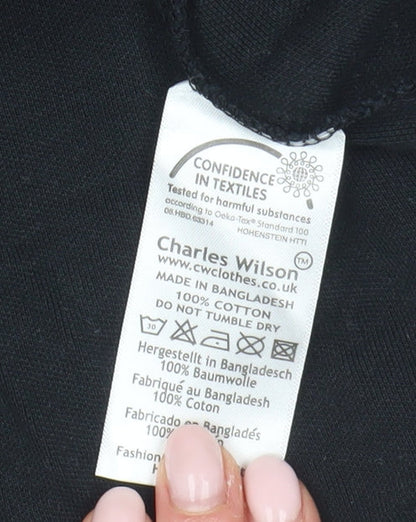 CONFIDENCE
IN TEXTILES
Tested for harmful substances
according to Oeko-Tex® Standard 100
08.HBD.63314 HOHENSTEIN HTTI
Charles Wilson™
www.cwclothes.co.uk
MADE IN BANGLADESH
100% COTTON
DO NOT TUMBLE DRY
30
Hergestellt in Bangladesch
100% Baumwolle
Fabriqué au Bangladesh
100% Coton
Fabricado en Bangladés
Fashion